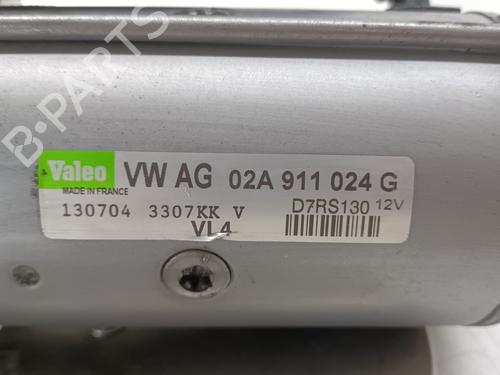 B-PARTS
Valeo VW AG 02A 911 024 G
MADE IN FRANCE
130704 3307KK V D7RS130 12V
VL4